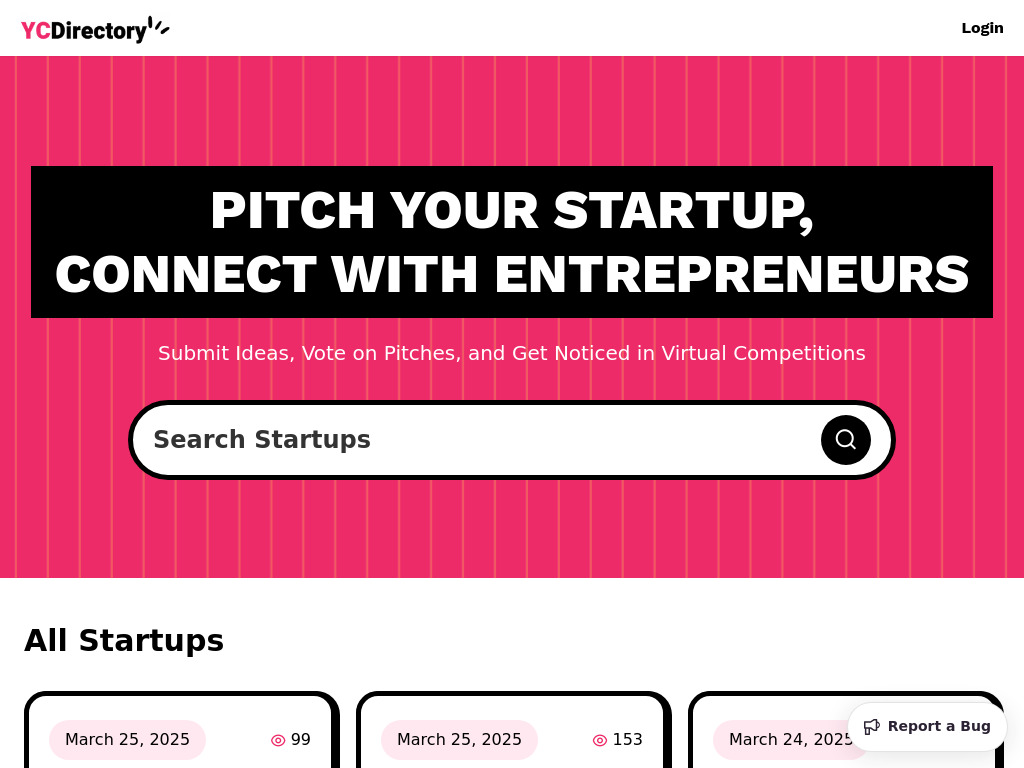 YCDirectory
Login
PITCH YOUR STARTUP,
CONNECT WITH ENTREPRENEURS
Submit Ideas, Vote on Pitches, and Get Noticed in Virtual Competitions
Search Startups
All Startups
March 25, 2025
99
March 25, 2025
153
March 24, 2025
Report a Bug